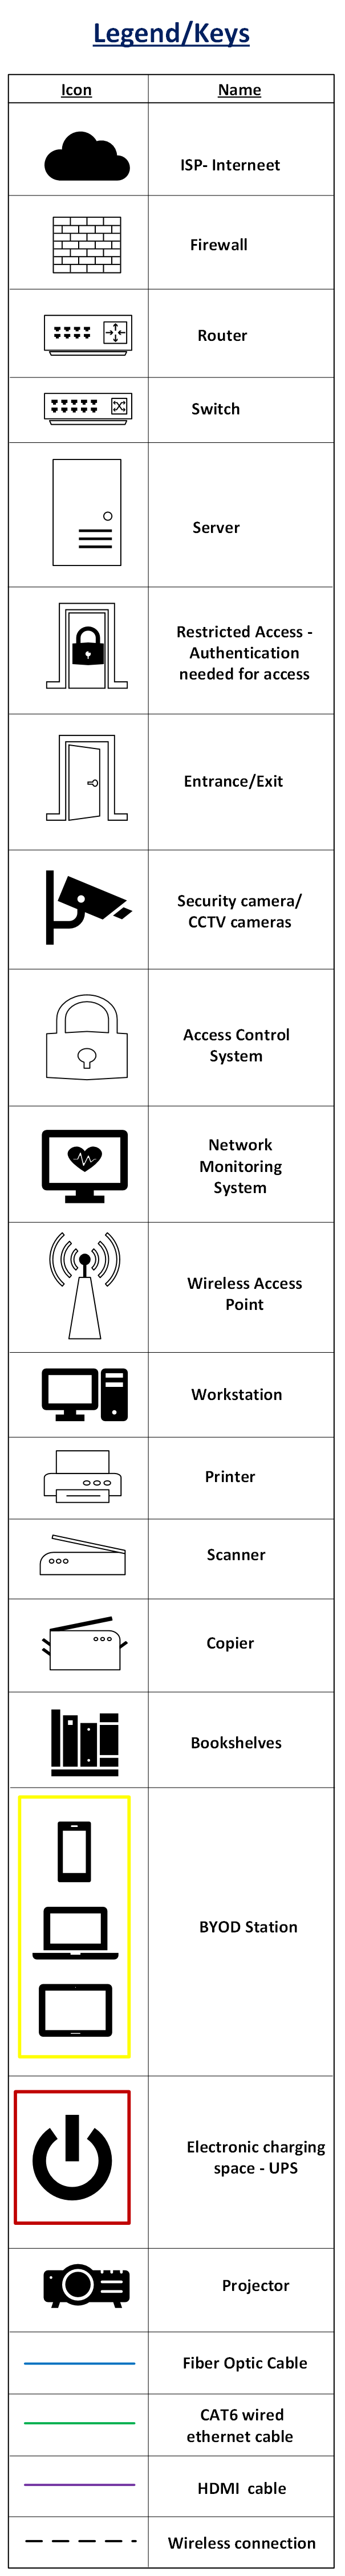 Legend/Keys
Icon
Name
ISP- Interneet
Firewall
Router
Switch
Server
Restricted Access -
Authentication
needed for access
Entrance/Exit
Security camera/
CCTV cameras
Access Control
System
Network
Monitoring
System
Wireless Access
Point
Workstation
Printer
Scanner
Copier
Bookshelves
BYOD Station
Electronic charging
space - UPS
Projector
Fiber Optic Cable
CAT6 wired
ethernet cable
HDMI cable
Wireless connection